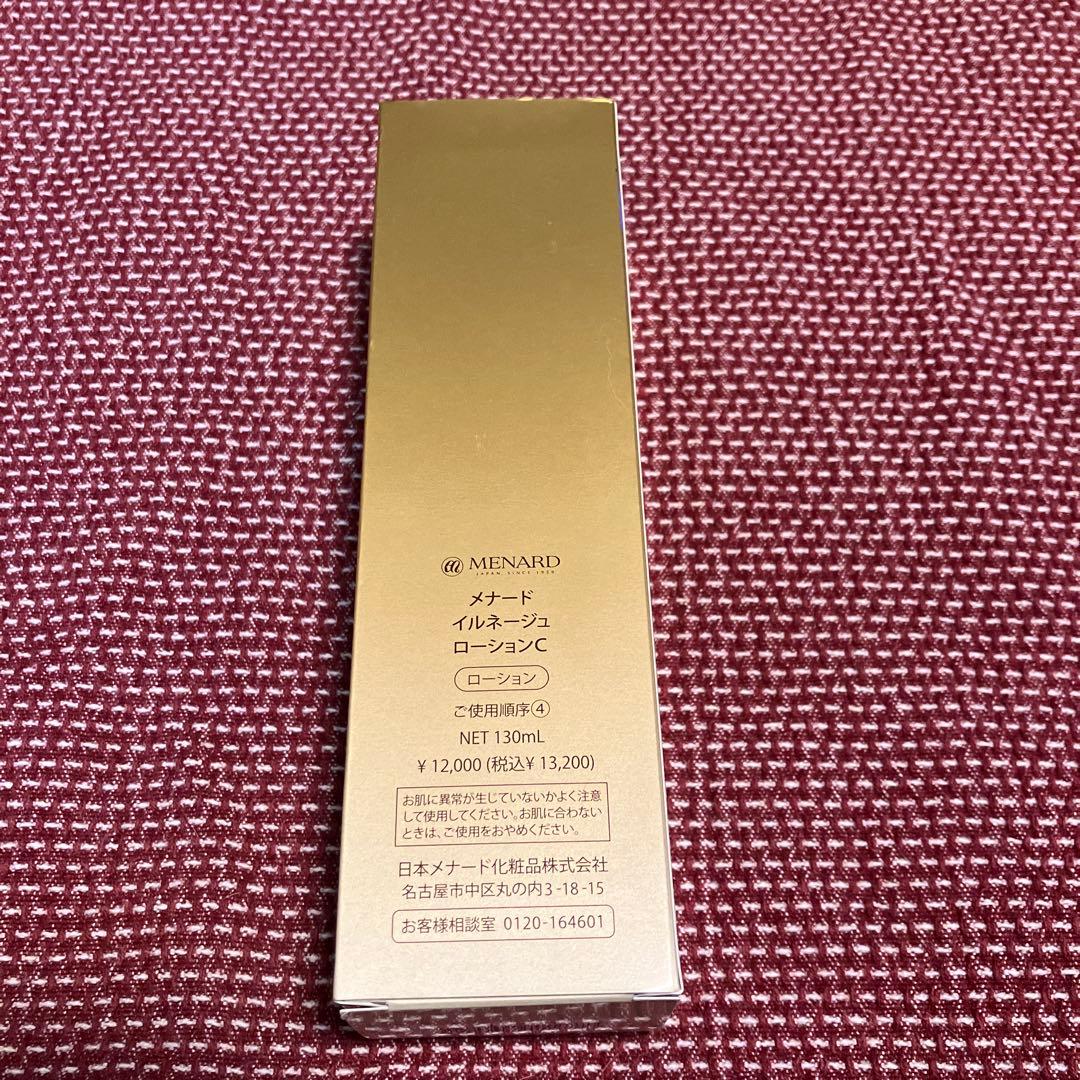 MENARD
JAPAN, SINCE 1959
メナード
イルネージュ
ローションC
ローション
ご使用順序④
NET 130mL
¥12,000 (税込¥13,200)
お肌に異常が生じていないかよく注意
して使用してください。お肌に合わない
ときは、ご使用をおやめください。
日本メナード化粧品株式会社
名古屋市中区丸の内3-18-15
お客様相談室 0120-164601